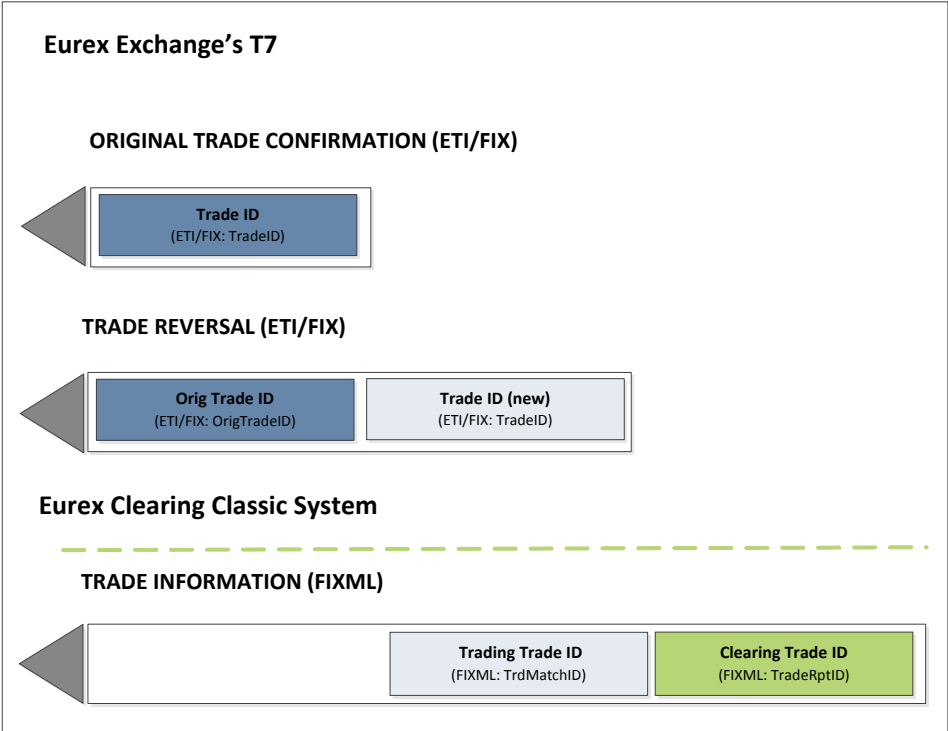 Eurex Exchange's T7
ORIGINAL TRADE CONFIRMATION (ETI/FIX)
Trade ID
(ETI/FIX: TradeID)
TRADE REVERSAL (ETI/FIX)
Orig Trade ID
(ETI/FIX: OrigTradeID)
Trade ID (new)
(ETI/FIX: TradeID)
Eurex Clearing Classic System
TRADE INFORMATION (FIXML)
Trading Trade ID
(FIXML: TrdMatchID)
Clearing Trade ID
(FIXML: TradeRptID)